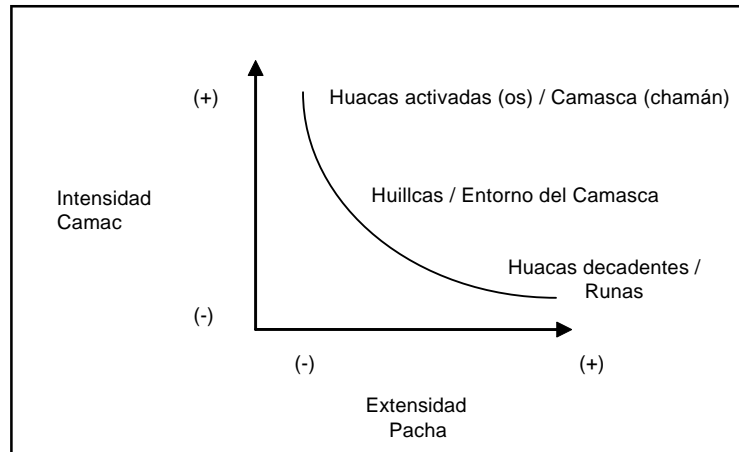 (+)
Huacas activadas (os) / Camasca (chamán)
Intensidad
Camac
Huillcas / Entorno del Camasca
Huacas decadentes /
Runas
(-)
(-)
(+)
Extensidad
Pacha